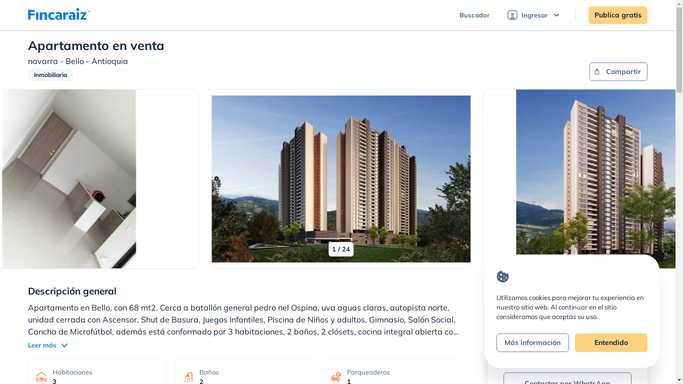 Fincaraíz
Buscador
Ingresar
Publica gratis
Apartamento en venta
navarra - Bello - Antioquia
Inmobiliaria
Compartir
1 / 24
Descripción general
Apartamento en Bello, con 68 mt2. Cerca a batallón general pedro nel Ospina, uva aguas claras, autopista norte,
unidad cerrada con Ascensor, Shut de Basura, Juegos Infantiles, Piscina de Niños y adultos, Gimnasio, Salón Social,
Cancha de Microfútbol, además está conformado por 3 habitaciones, 2 baños, 2 clósets, cocina integral abierta co...
Leer más
Habitaciones
3
Baños
2
Parqueaderos
1
Utilizamos cookies para mejorar tu experiencia en
nuestro sitio web. Al continuar en el sitio
consideramos que aceptas su uso.
Más información
Entendido
Contactar por WhatsApp